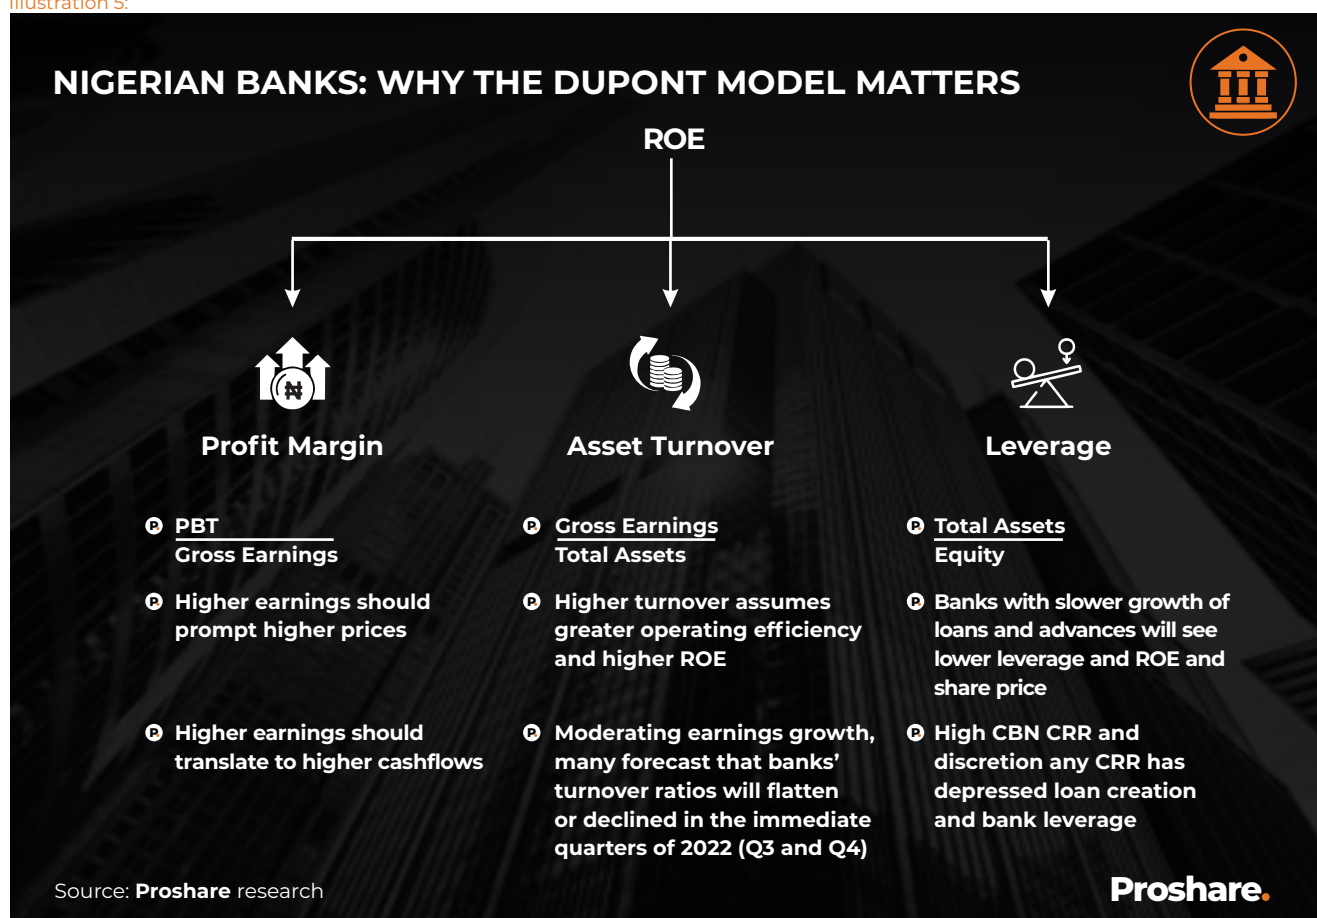 Illustration 5:
NIGERIAN BANKS: WHY THE DUPONT MODEL MATTERS
ROE
Profit Margin
PBT
Gross Earnings
Higher earnings should
prompt higher prices
Higher earnings should
translate to higher cashflows
Asset Turnover
Gross Earnings
Total Assets
Higher turnover assumes
greater operating efficiency
and higher ROE
Moderating earnings growth,
many forecast that banks’
turnover ratios will flatten
or declined in the immediate
quarters of 2022 (Q3 and Q4)
Leverage
Total Assets
Equity
Banks with slower growth of
loans and advances will see
lower leverage and ROE and
share price
High CBN CRR and
discretion any CRR has
depressed loan creation
and bank leverage
Source: Proshare research
Proshare.